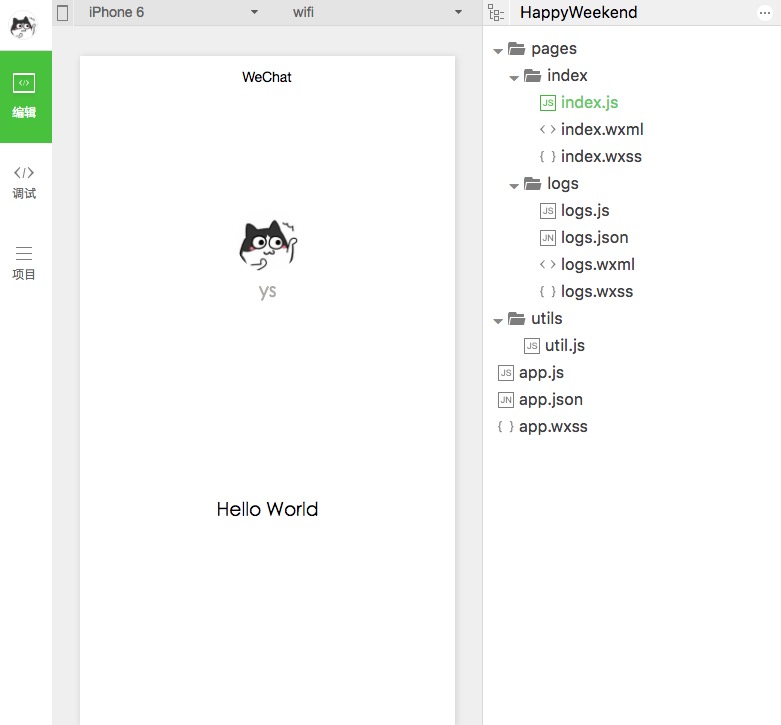 iPhone 6
wifi
HappyWeekend
编辑
调试
项目
WeChat
ys
Hello World
pages
index
JS index.js
< > index.wxml
{ } index.wxss
logs
JS logs.js
JN logs.json
< > logs.wxml
{ } logs.wxss
utils
JS util.js
JS app.js
JN app.json
{ } app.wxss